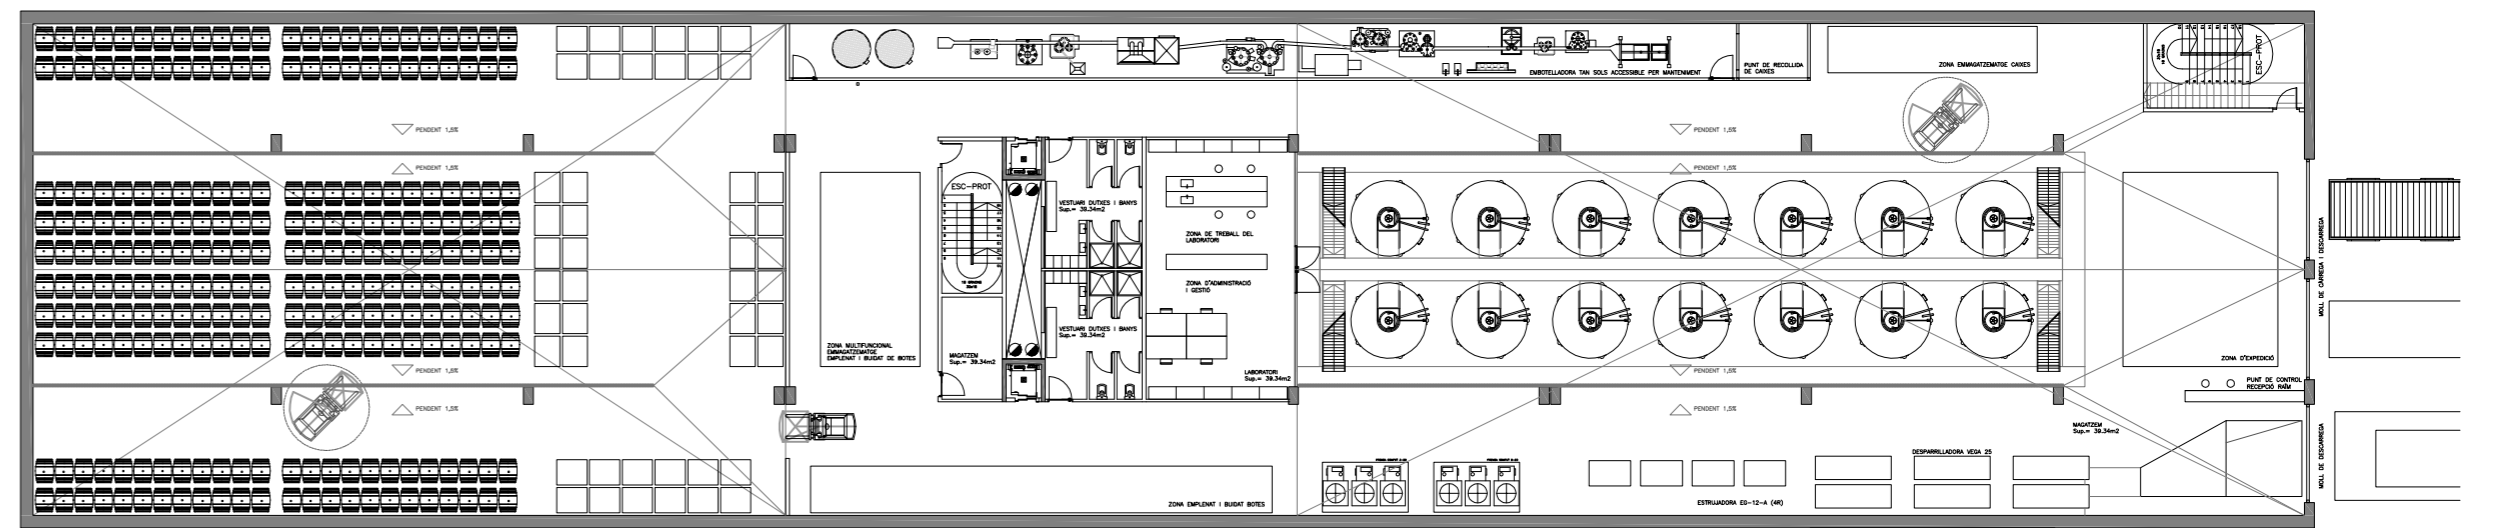 EMBOTELLADORA TAN SOLS ACCESSIBLE PER MANTENIMENT
PUNT DE RECOLLIDA
DE CAIXES
ZONA EMMAGATZEMATGE CAIXES
ESC-PROT
PENDENT 1,5%
PENDENT 1,5%
PENDENT 1,5%
PENDENT 1,5%
ESC-PROT
VESTUARI DUTXES I BANYS
Sup.= 39.34m2
ZONA DE TREBALL DEL
LABORATORI
ZONA D'ADMINISTRACIÓ
I GESTIÓ
VESTUARI DUTXES I BANYS
Sup.= 39.34m2
ZONA MULTIFUNCIONAL
EMMAGATZEMATGE
EMPLENAT I BUIDAT DE BOTES
MAGATZEM
Sup.= 39.34m2
LABORATORI
Sup.= 39.34m2
MOLL DE CARREGA I DESCARREGA
ZONA D'EXPEDICIÓ
PENDENT 1,5%
PENDENT 1,5%
PUNT DE CONTROL
RECEPCIÓ RAÏM
PENDENT 1,5%
PENDENT 1,5%
MAGATZEM
Sup.= 39.34m2
MOLL DE DESCARREGA
DESPARRILLADORA VEGA 25
ESTRUJADORA EG-12-A (4R)
ZONA EMPLENAT I BUIDAT BOTES